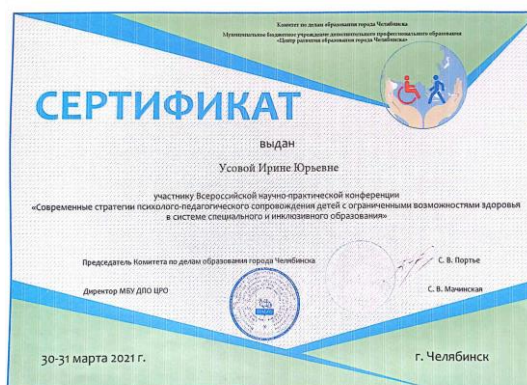 Комитет по делам образования города Челябинска
Муниципальное бюджетное учреждение дополнительного профессионального образования
«Центр развития образования города Челябинска»
СЕРТИФИКАТ
выдан
Усовой Ирине Юрьевне
участнику Всероссийской научно-практической конференции
«Современные стратегии психолого-педагогического сопровождения детей с ограниченными возможностями здоровья
в системе специального и инклюзивного образования»
Председатель Комитета по делам образования города Челябинска
С. В. Портье
Директор МБУ ДПО ЦРО
С. В. Мачинская
30-31 марта 2021 г.
г. Челябинск